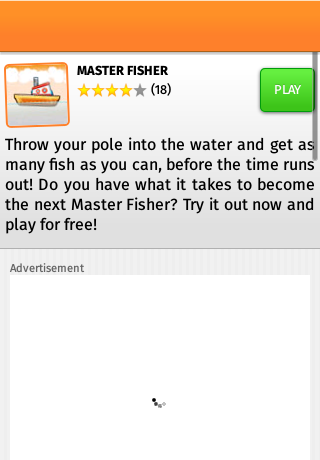 MASTER FISHER
(18)
PLAY
Throw your pole into the water and get as
many fish as you can, before the time runs
out! Do you have what it takes to become
the next Master Fisher? Try it out now and
play for free!
Advertisement